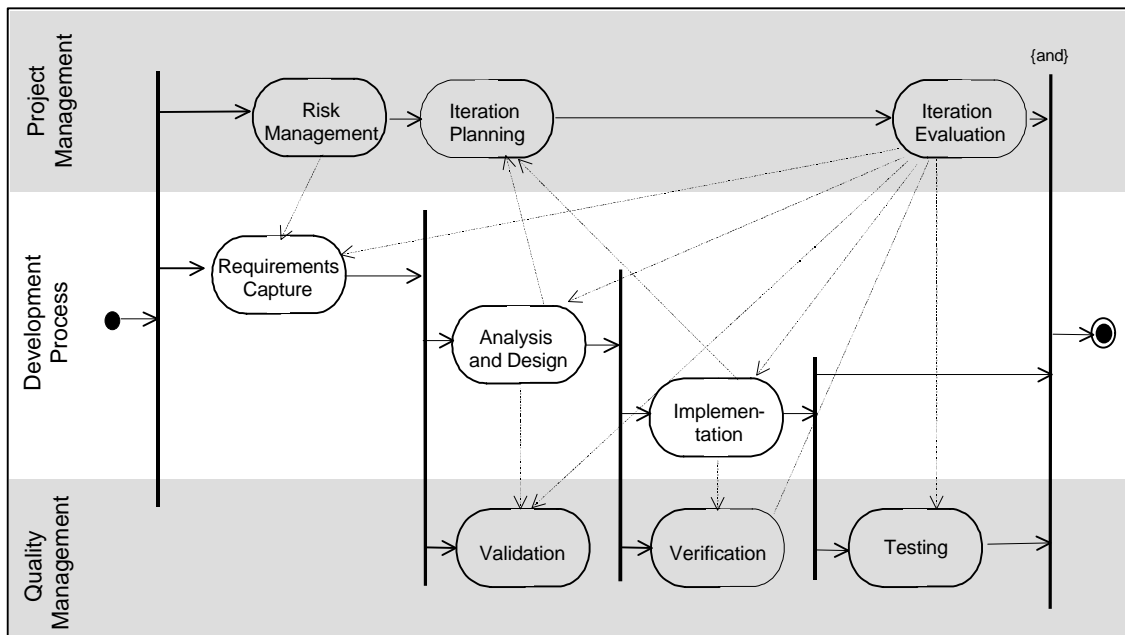 Project
Management
Risk
Management
Iteration
Planning
Iteration
Evaluation
{and}
Development
Process
Requirements
Capture
Analysis
and Design
Implemen-
tation
Quality
Management
Validation
Verification
Testing